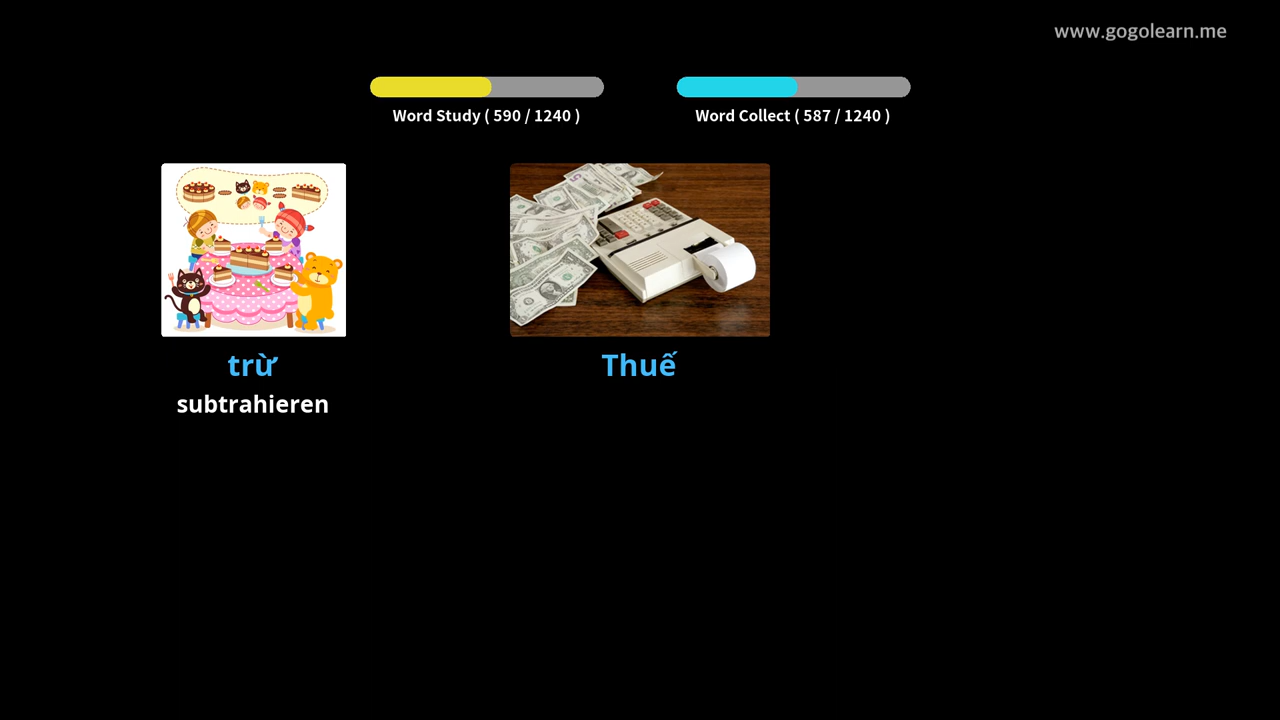 www.gogolearn.me
Word Study ( 590 / 1240 )
Word Collect ( 587 / 1240 )
trừ
subtrahieren
Thuế